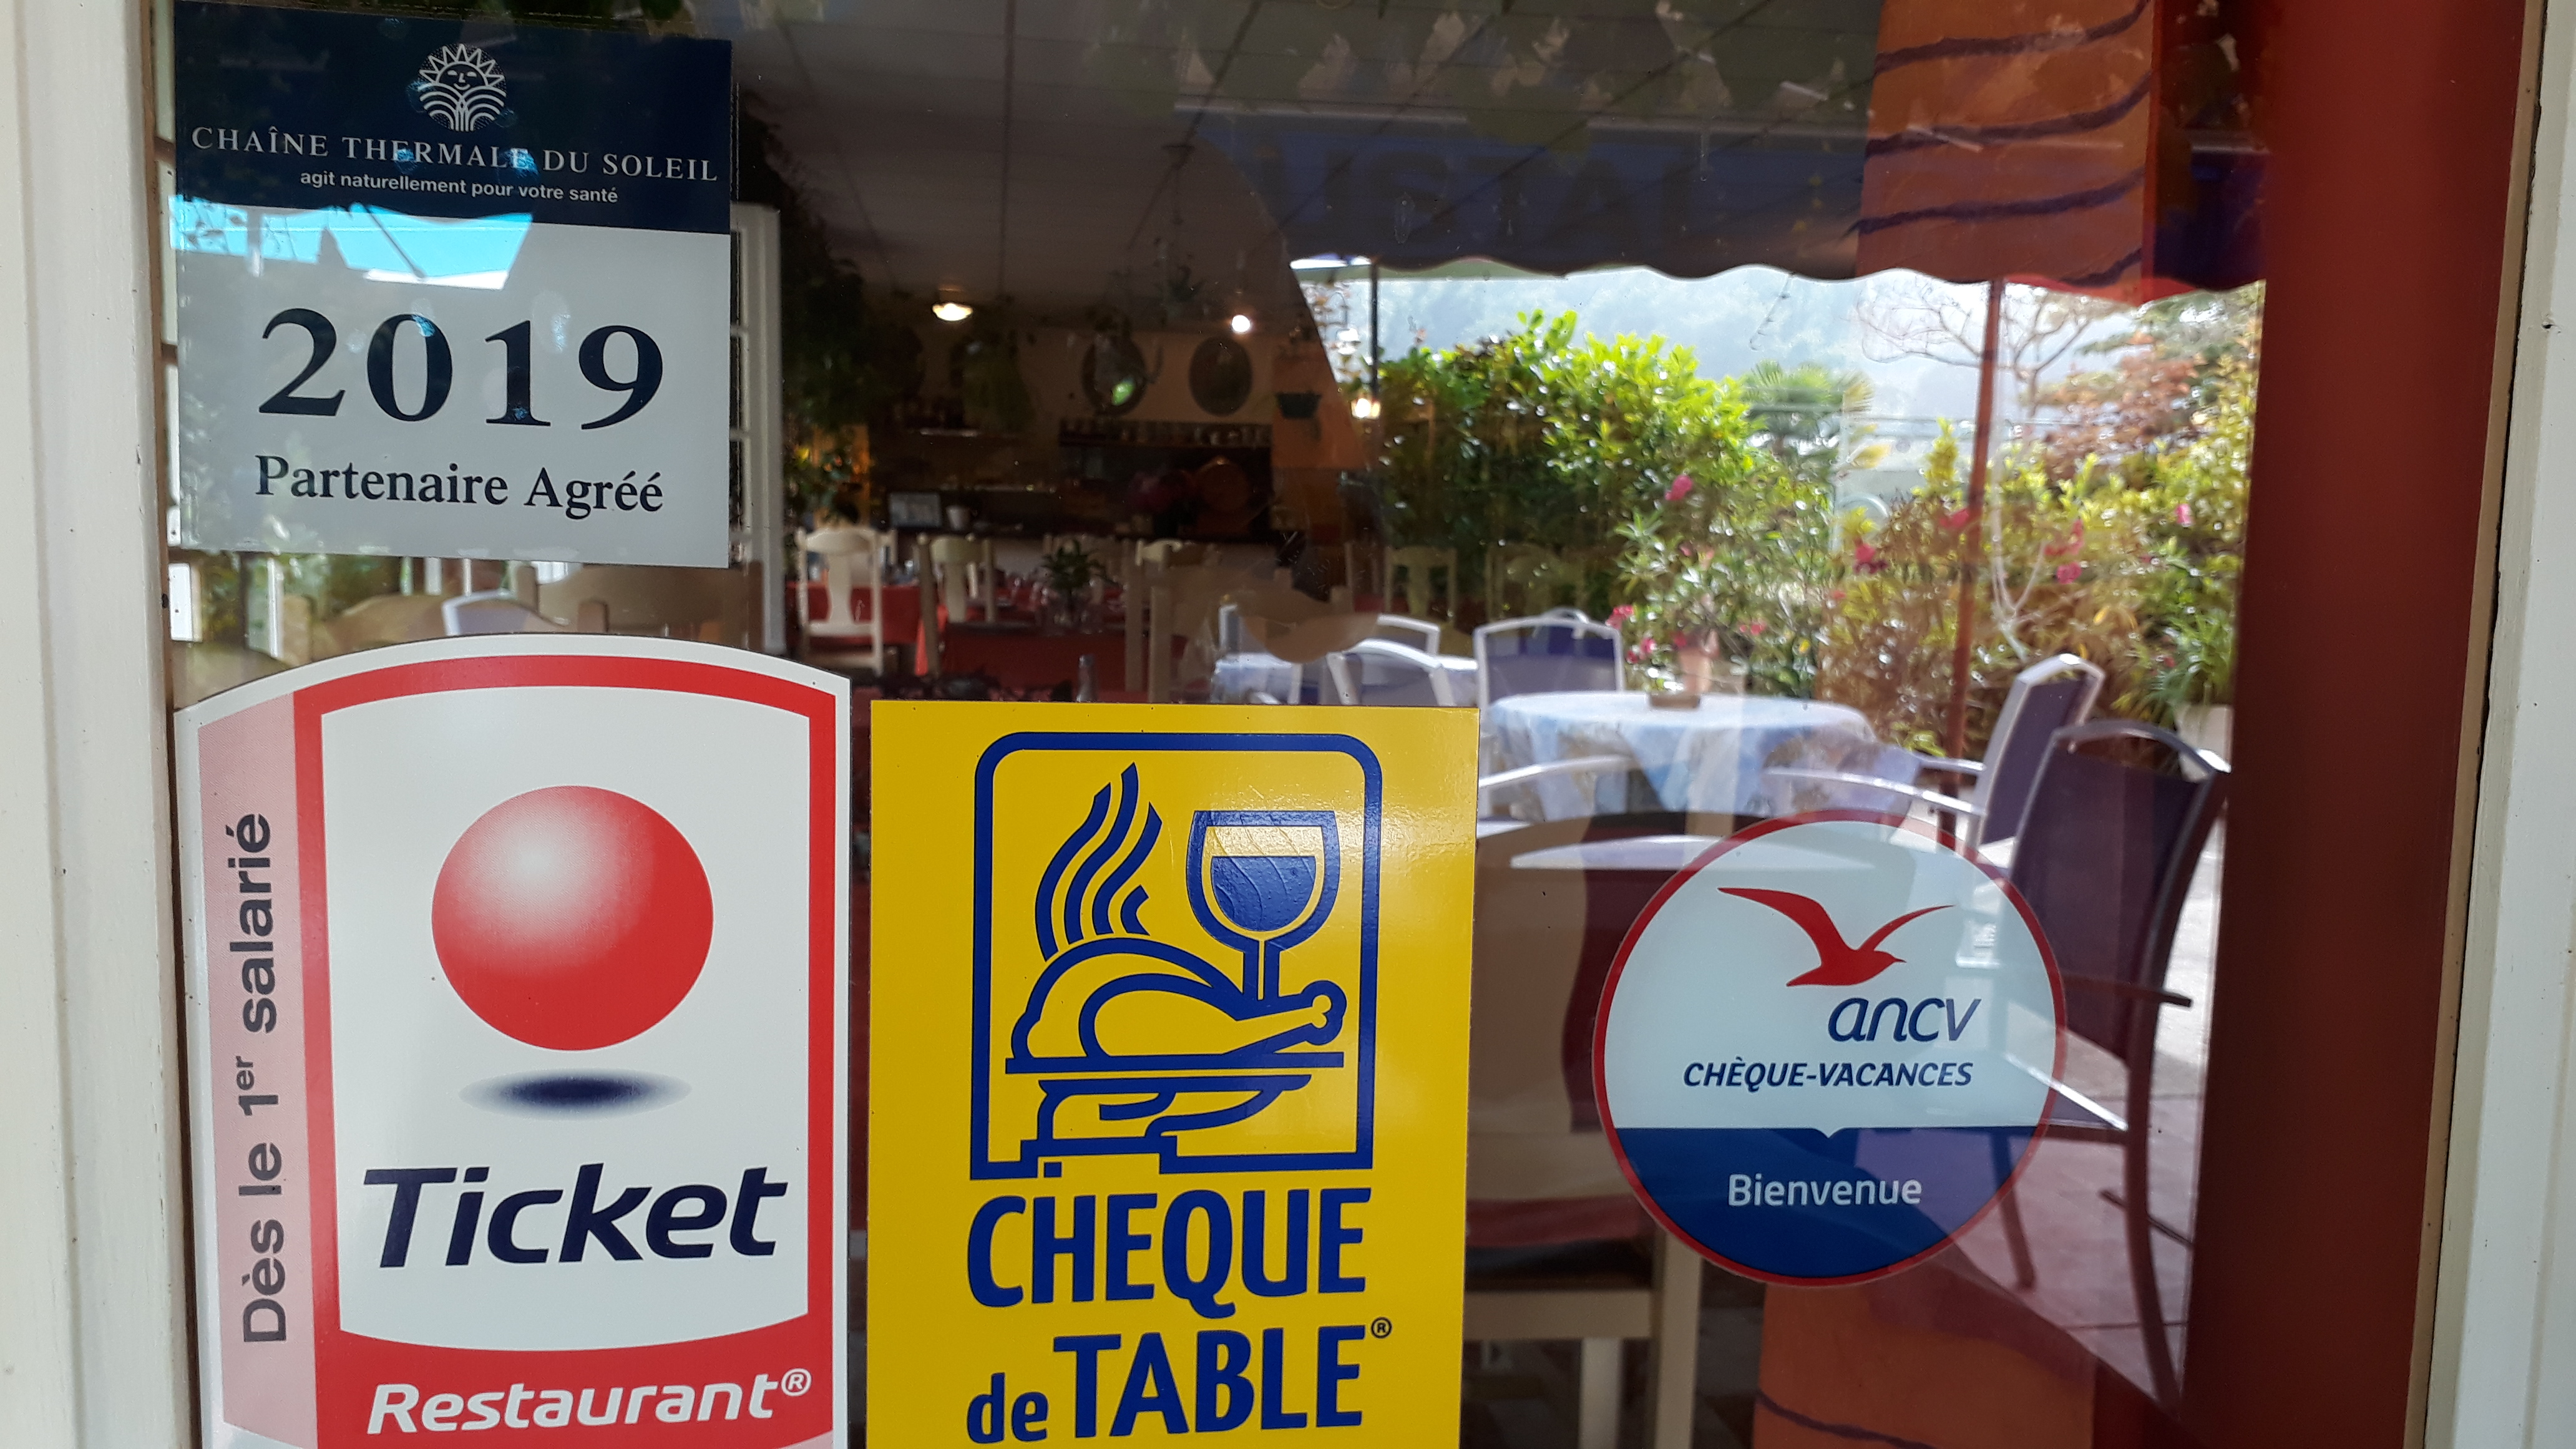 CHAÎNE THERMALE DU SOLEIL
agit naturellement pour votre santé
2019
Partenaire Agréé
Dès le 1er salarié
Ticket
Restaurant®
CHEQUE
de TABLE®
ancv
CHÈQUE-VACANCES
Bienvenue